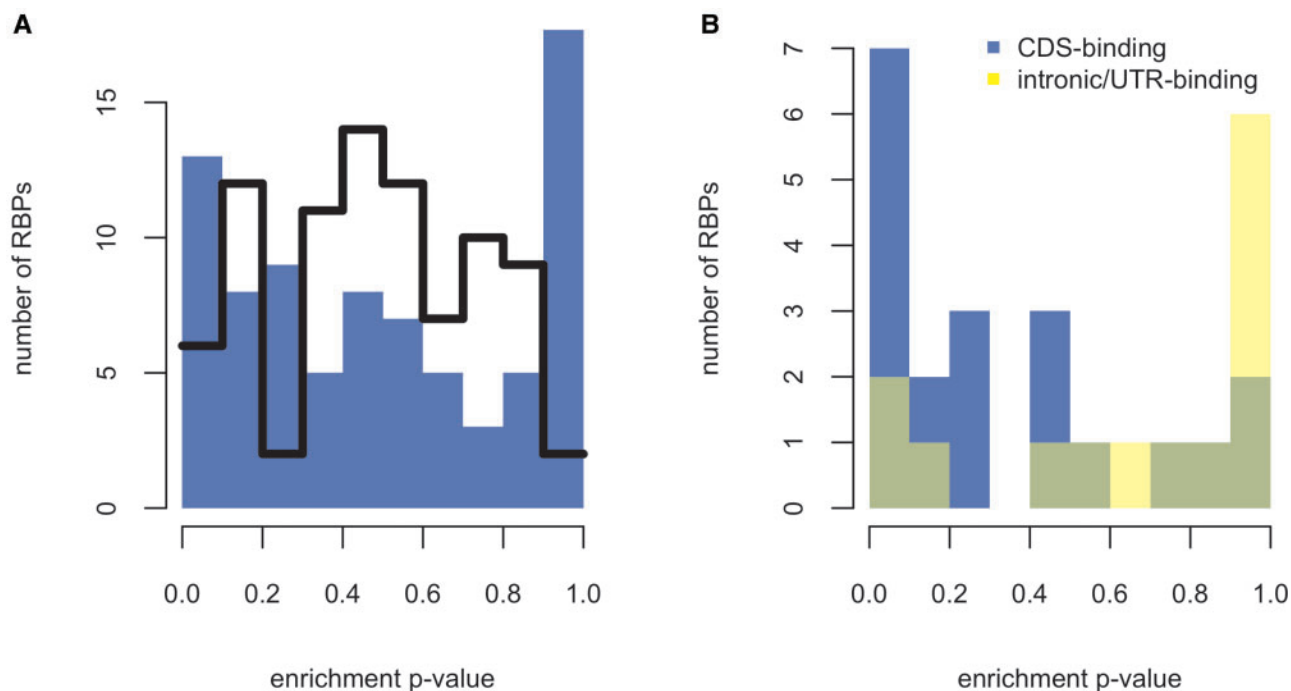 A
number of RBPs
15
10
5
0
0.0 0.2 0.4 0.6 0.8 1.0
enrichment p-value
B
CDS-binding
intronic/UTR-binding
number of RBPs
7
6
5
4
3
2
1
0
0.0 0.2 0.4 0.6 0.8 1.0
enrichment p-value